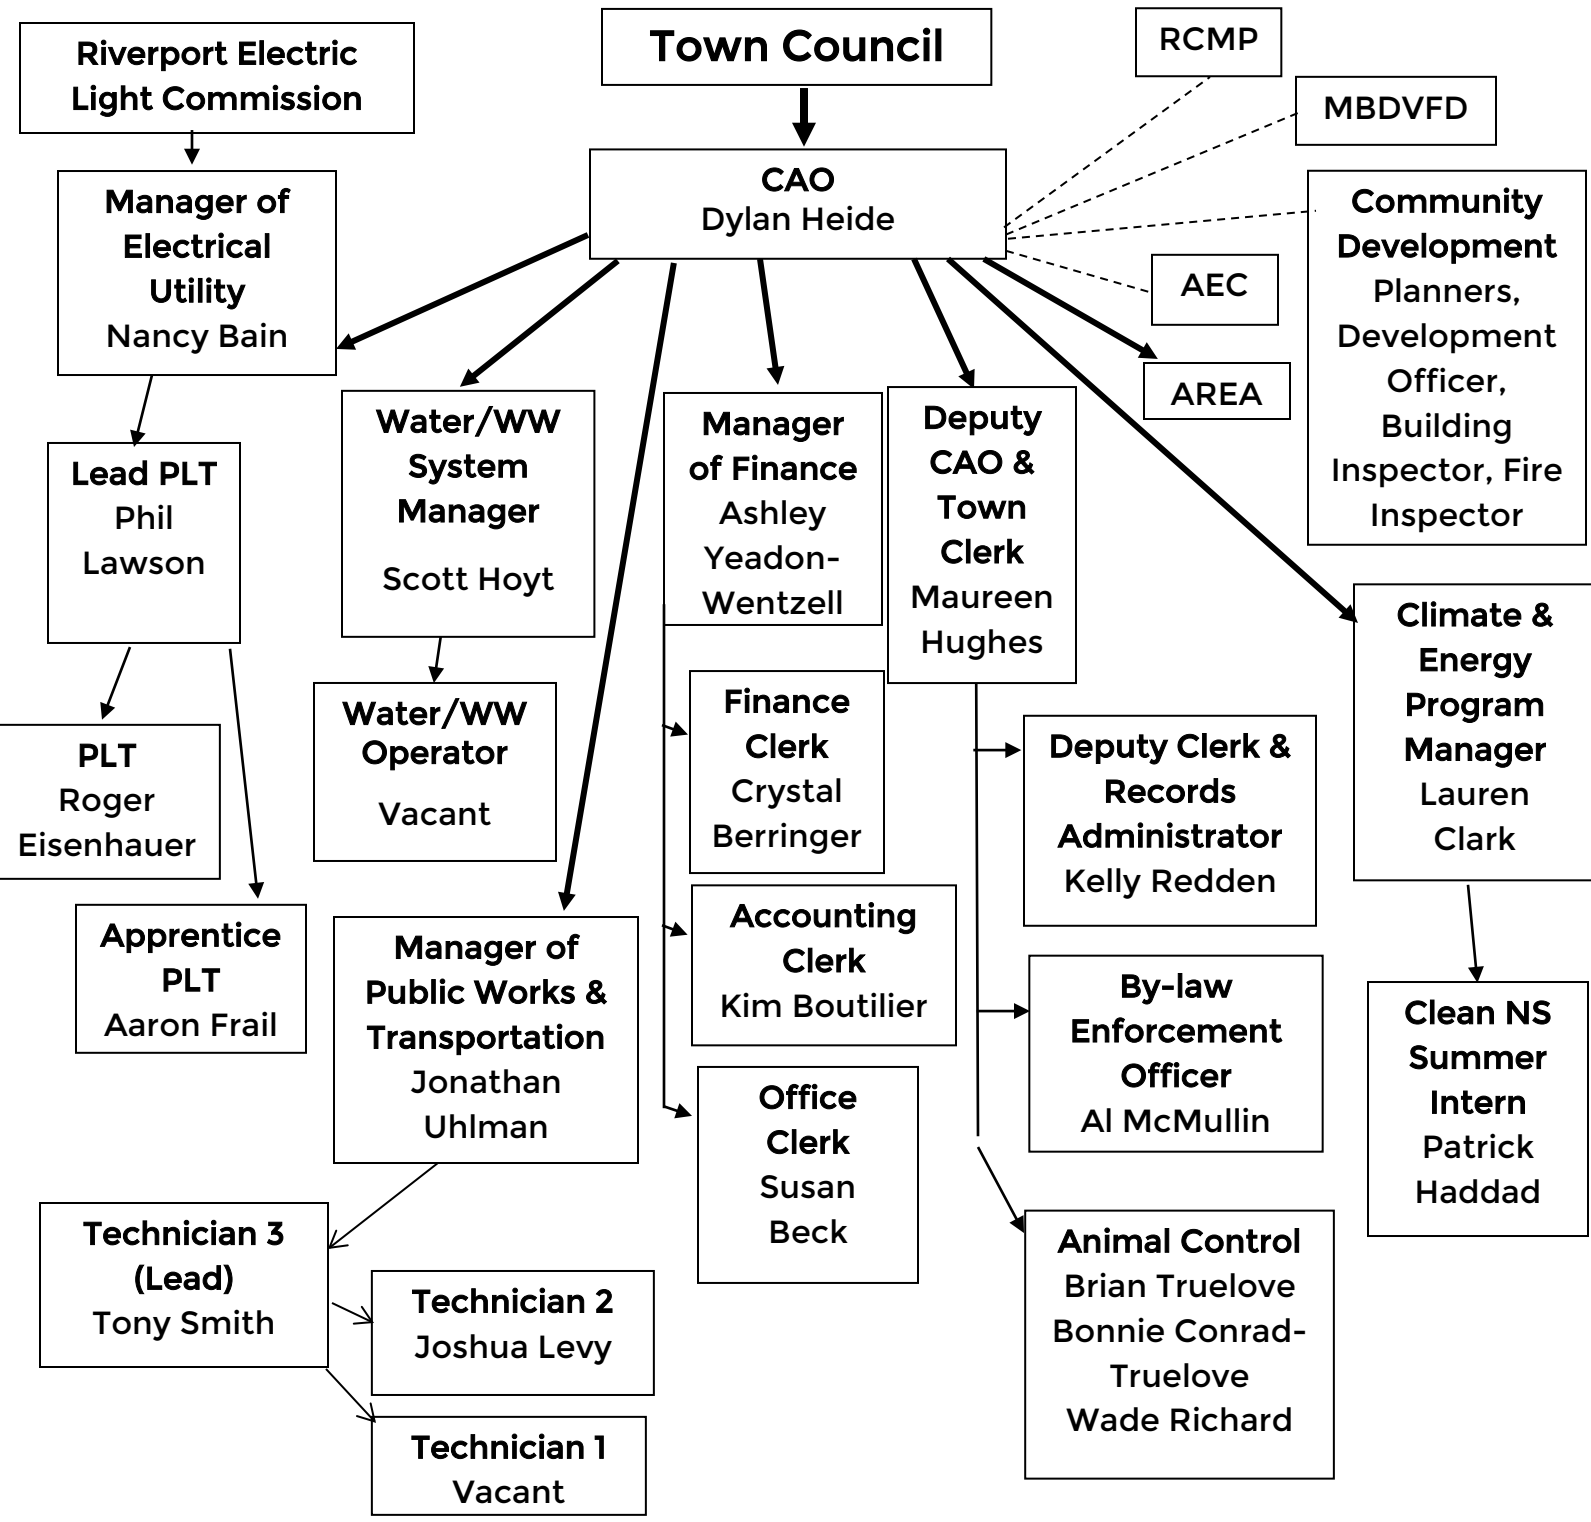 Riverport Electric
Light Commission
Town Council
RCMP
MBDVFD
CAO
Dylan Heide
Manager of
Electrical
Utility
Nancy Bain
Community
Development
Planners,
Development
Officer,
Building
Inspector, Fire
Inspector
AEC
AREA
Lead PLT
Phil
Lawson
Water/WW
System
Manager
Scott Hoyt
Manager
of Finance
Ashley
Yeadon-
Wentzell
Deputy
CAO &
Town
Clerk
Maureen
Hughes
Climate &
Energy
Program
Manager
Lauren
Clark
PLT
Roger
Eisenhauer
Water/WW
Operator
Vacant
Finance
Clerk
Crystal
Berringer
Deputy Clerk &
Records
Administrator
Kelly Redden
Apprentice
PLT
Aaron Frail
Manager of
Public Works &
Transportation
Jonathan
Uhlman
Accounting
Clerk
Kim Boutilier
By-law
Enforcement
Officer
Al McMullin
Clean NS
Summer
Intern
Patrick
Haddad
Office
Clerk
Susan
Beck
Technician 3
(Lead)
Tony Smith
Technician 2
Joshua Levy
Technician 1
Vacant
Animal Control
Brian Truelove
Bonnie Conrad-
Truelove
Wade Richard